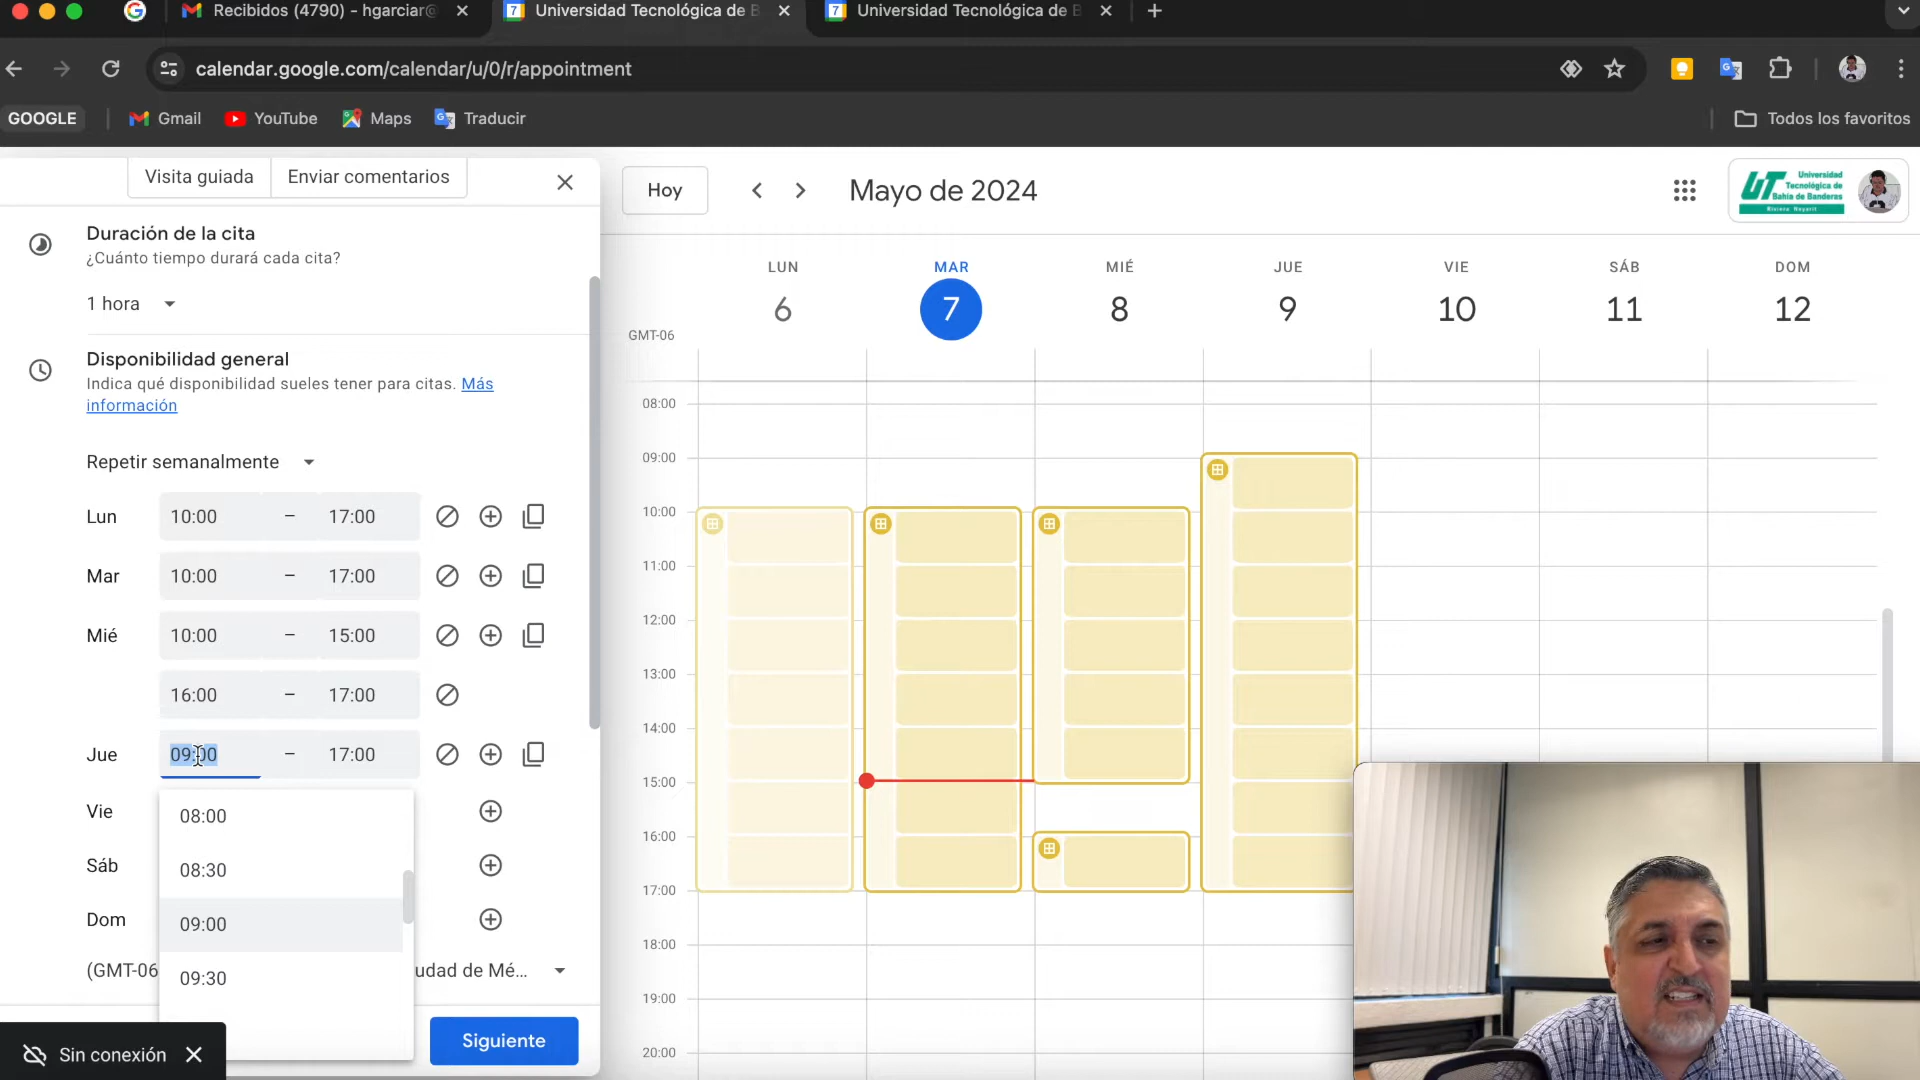 Recibidos (4790) - hgarciar@
Universidad Tecnológica de B
Universidad Tecnológica de B
calendar.google.com/calendar/u/0/r/appointment
GOOGLE
Gmail
YouTube
Maps
Traducir
Todos los favoritos
Visita guiada
Enviar comentarios
Duración de la cita
¿Cuánto tiempo durará cada cita?
1 hora
Disponibilidad general
Indica qué disponibilidad sueles tener para citas. Más
información
Repetir semanalmente
Lun 10:00 – 17:00
Mar 10:00 – 17:00
Mié 10:00 – 15:00
16:00 – 17:00
Jue 09:00 – 17:00
Vie
Sáb
Dom
08:00
08:30
09:00
09:30
(GMT-06
udad de Mé...
Siguiente
Sin conexión
Hoy
Mayo de 2024
UT
Universidad
Tecnológica de
Bahía de Banderas
Riviera Nayarit
LUN MAR MIÉ JUE VIE SÁB DOM
6 7 8 9 10 11 12
GMT-06
08:00
09:00
10:00
11:00
12:00
13:00
14:00
15:00
16:00
17:00
18:00
19:00
20:00